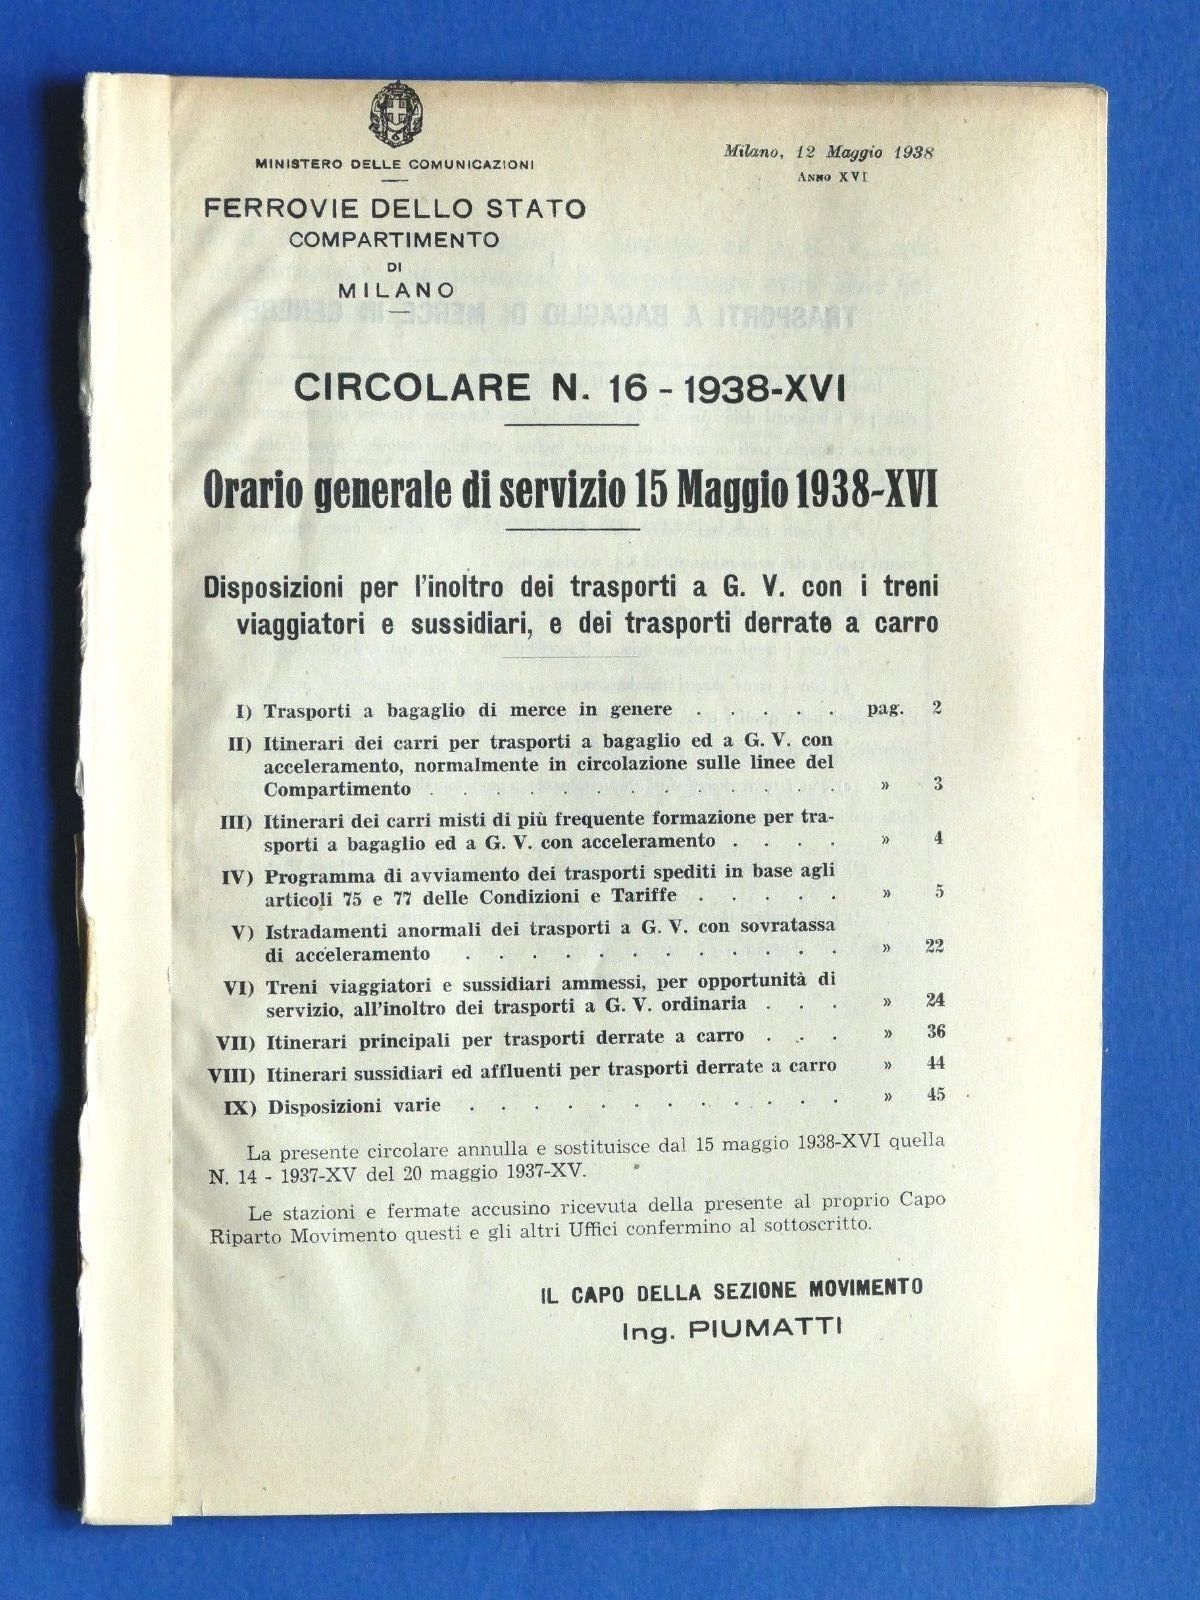 MINISTERO DELLE COMUNICAZIONI
FERROVIE DELLO STATO
COMPARTIMENTO
DI
MILANO
Milano, 12 Maggio 1938
ANNO XVI
CIRCOLARE N. 16 - 1938-XVI
Orario generale di servizio 15 Maggio 1938-XVI
Disposizioni per l'inoltro dei trasporti a G. V. con i treni
viaggiatori e sussidiari, e dei trasporti derrate a carro
I) Trasporti a bagaglio di merce in genere . . . . . pag. 2
II) Itinerari dei carri per trasporti a bagaglio ed a G. V. con
acceleramento, normalmente in circolazione sulle linee del
Compartimento . . . . . . . . . . . . . » 3
III) Itinerari dei carri misti di più frequente formazione per tra-
sporti a bagaglio ed a G. V. con acceleramento . . . . » 4
IV) Programma di avviamento dei trasporti spediti in base agli
articoli 75 e 77 delle Condizioni e Tariffe . . . . . » 5
V) Istradamenti anormali dei trasporti a G. V. con sovratassa
di acceleramento . . . . . . . . . . . » 22
VI) Treni viaggiatori e sussidiari ammessi, per opportunità di
servizio, all'inoltro dei trasporti a G. V. ordinaria . . . » 24
VII) Itinerari principali per trasporti derrate a carro . . . » 36
VIII) Itinerari sussidiari ed affluenti per trasporti derrate a carro » 44
IX) Disposizioni varie . . . . . . . . . . . . » 45
La presente circolare annulla e sostituisce dal 15 maggio 1938-XVI quella
N. 14 - 1937-XV del 20 maggio 1937-XV.
Le stazioni e fermate accusino ricevuta della presente al proprio Capo
Riparto Movimento questi e gli altri Uffici confermino al sottoscritto.
IL CAPO DELLA SEZIONE MOVIMENTO
Ing. PIUMATTI